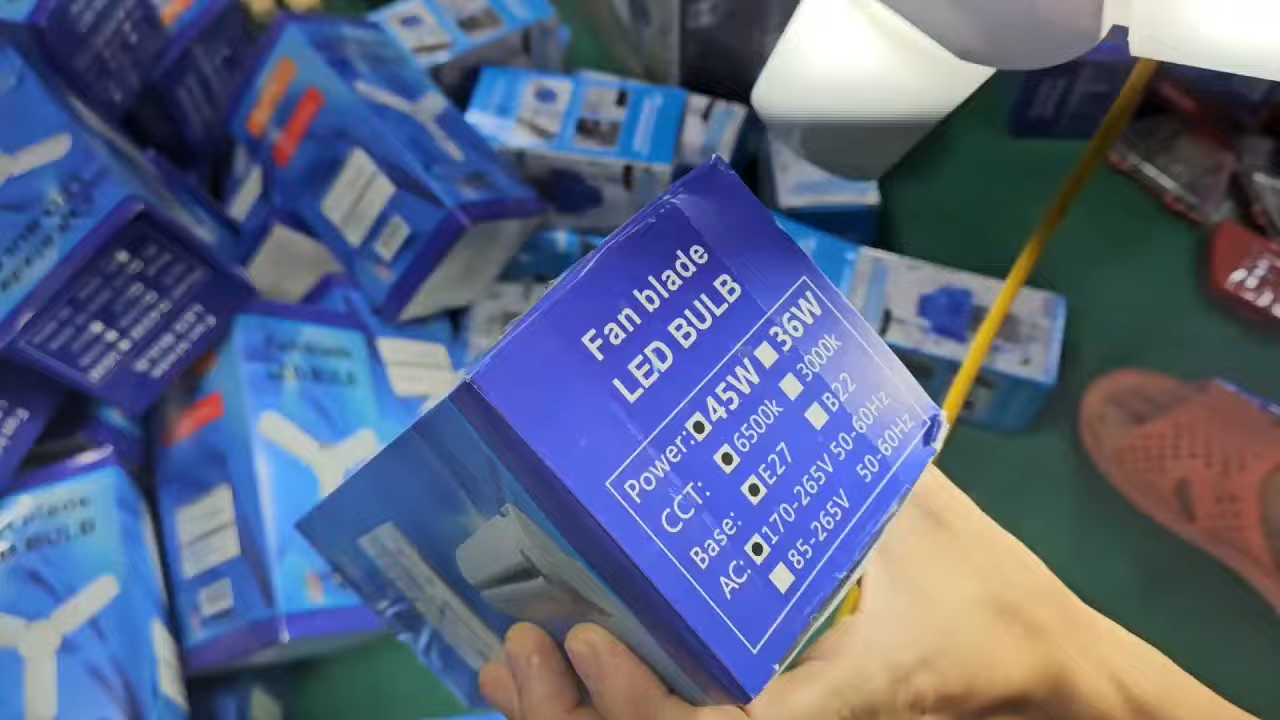 Fan blade
LED BULB
Power: 45W 36W
CCT: 6500k 3000k
Base: E27 B22
AC: 170-265V 50-60Hz
85-265V 50-60Hz